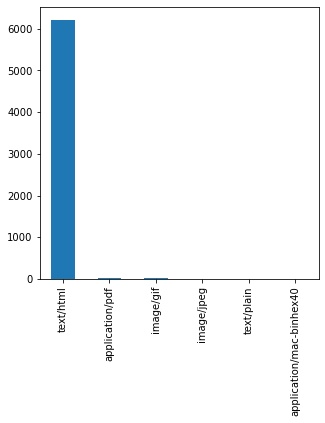 6000
5000
4000
3000
2000
1000
0
text/html
application/pdf
image/gif
image/jpeg
text/plain
application/mac-binhex40